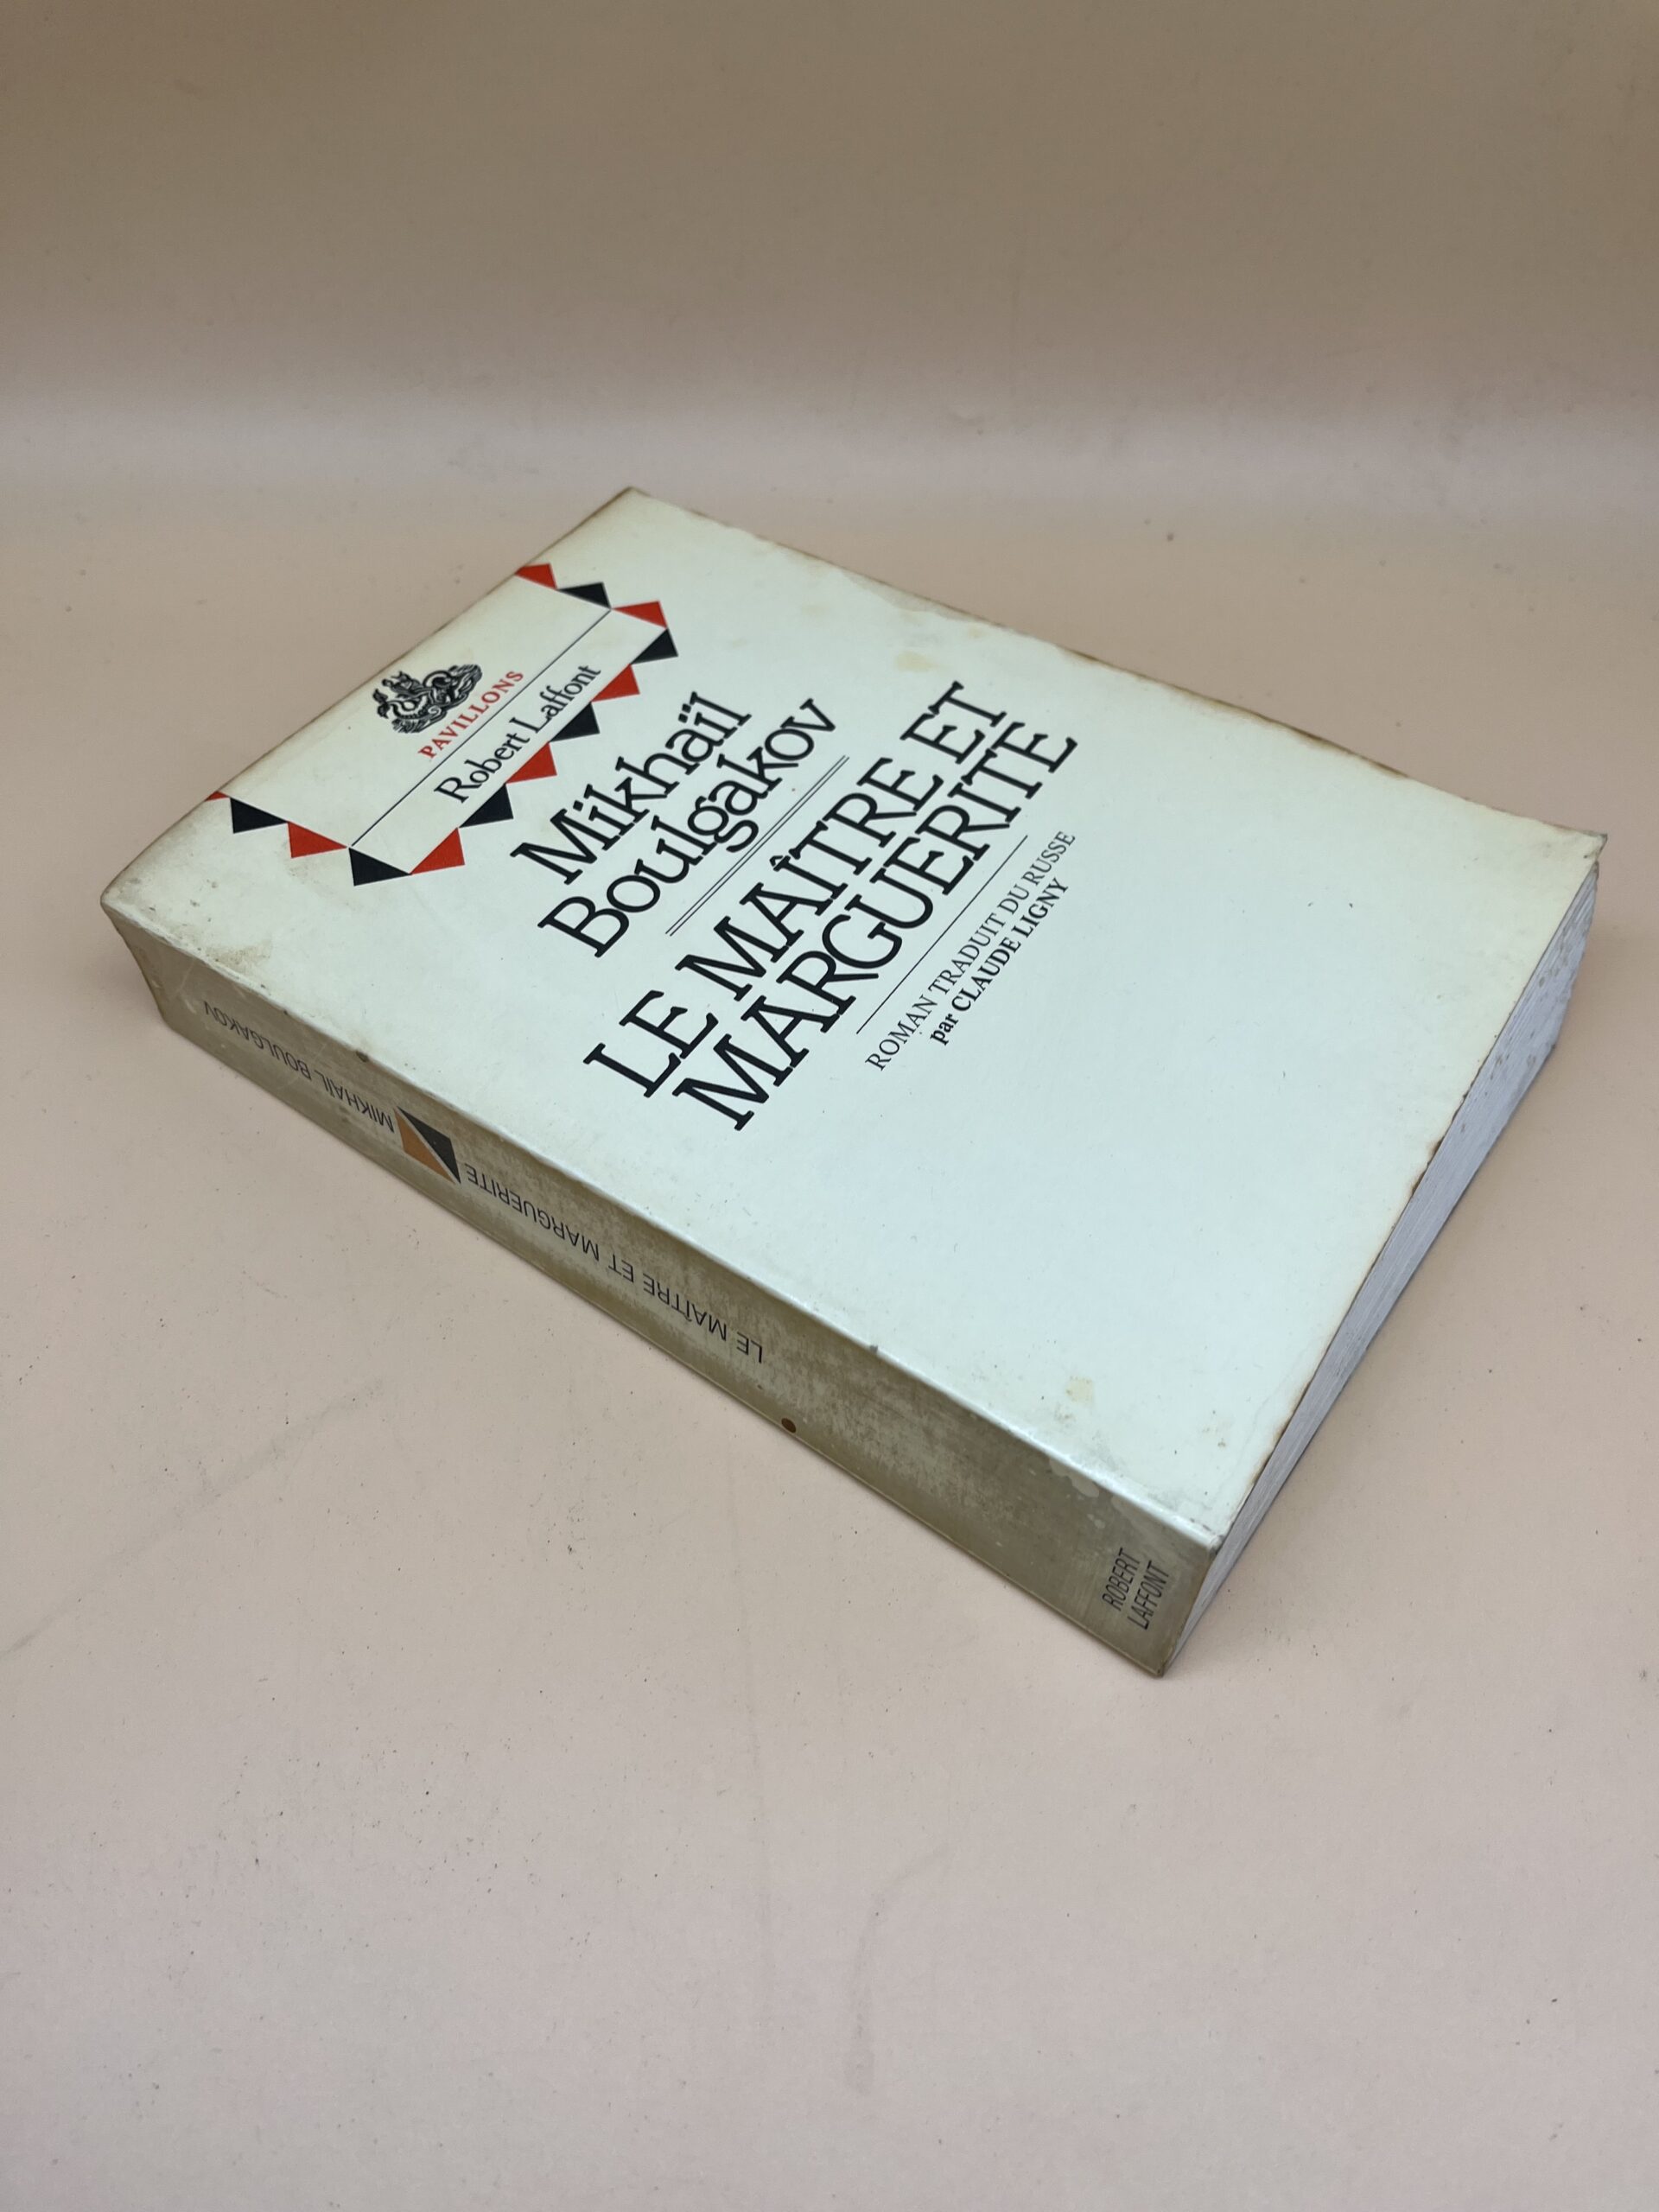 PAVILLONS
Robert Laffont
Mikhaïl
Boulgakov
LE MAÎTRE ET
MARGUERITE
ROMAN TRADUIT DU RUSSE
par CLAUDE LIGNY
LE MAÎTRE ET MARGUERITE MIKHAÏL BOULGAKOV
ROBERT
LAFFONT